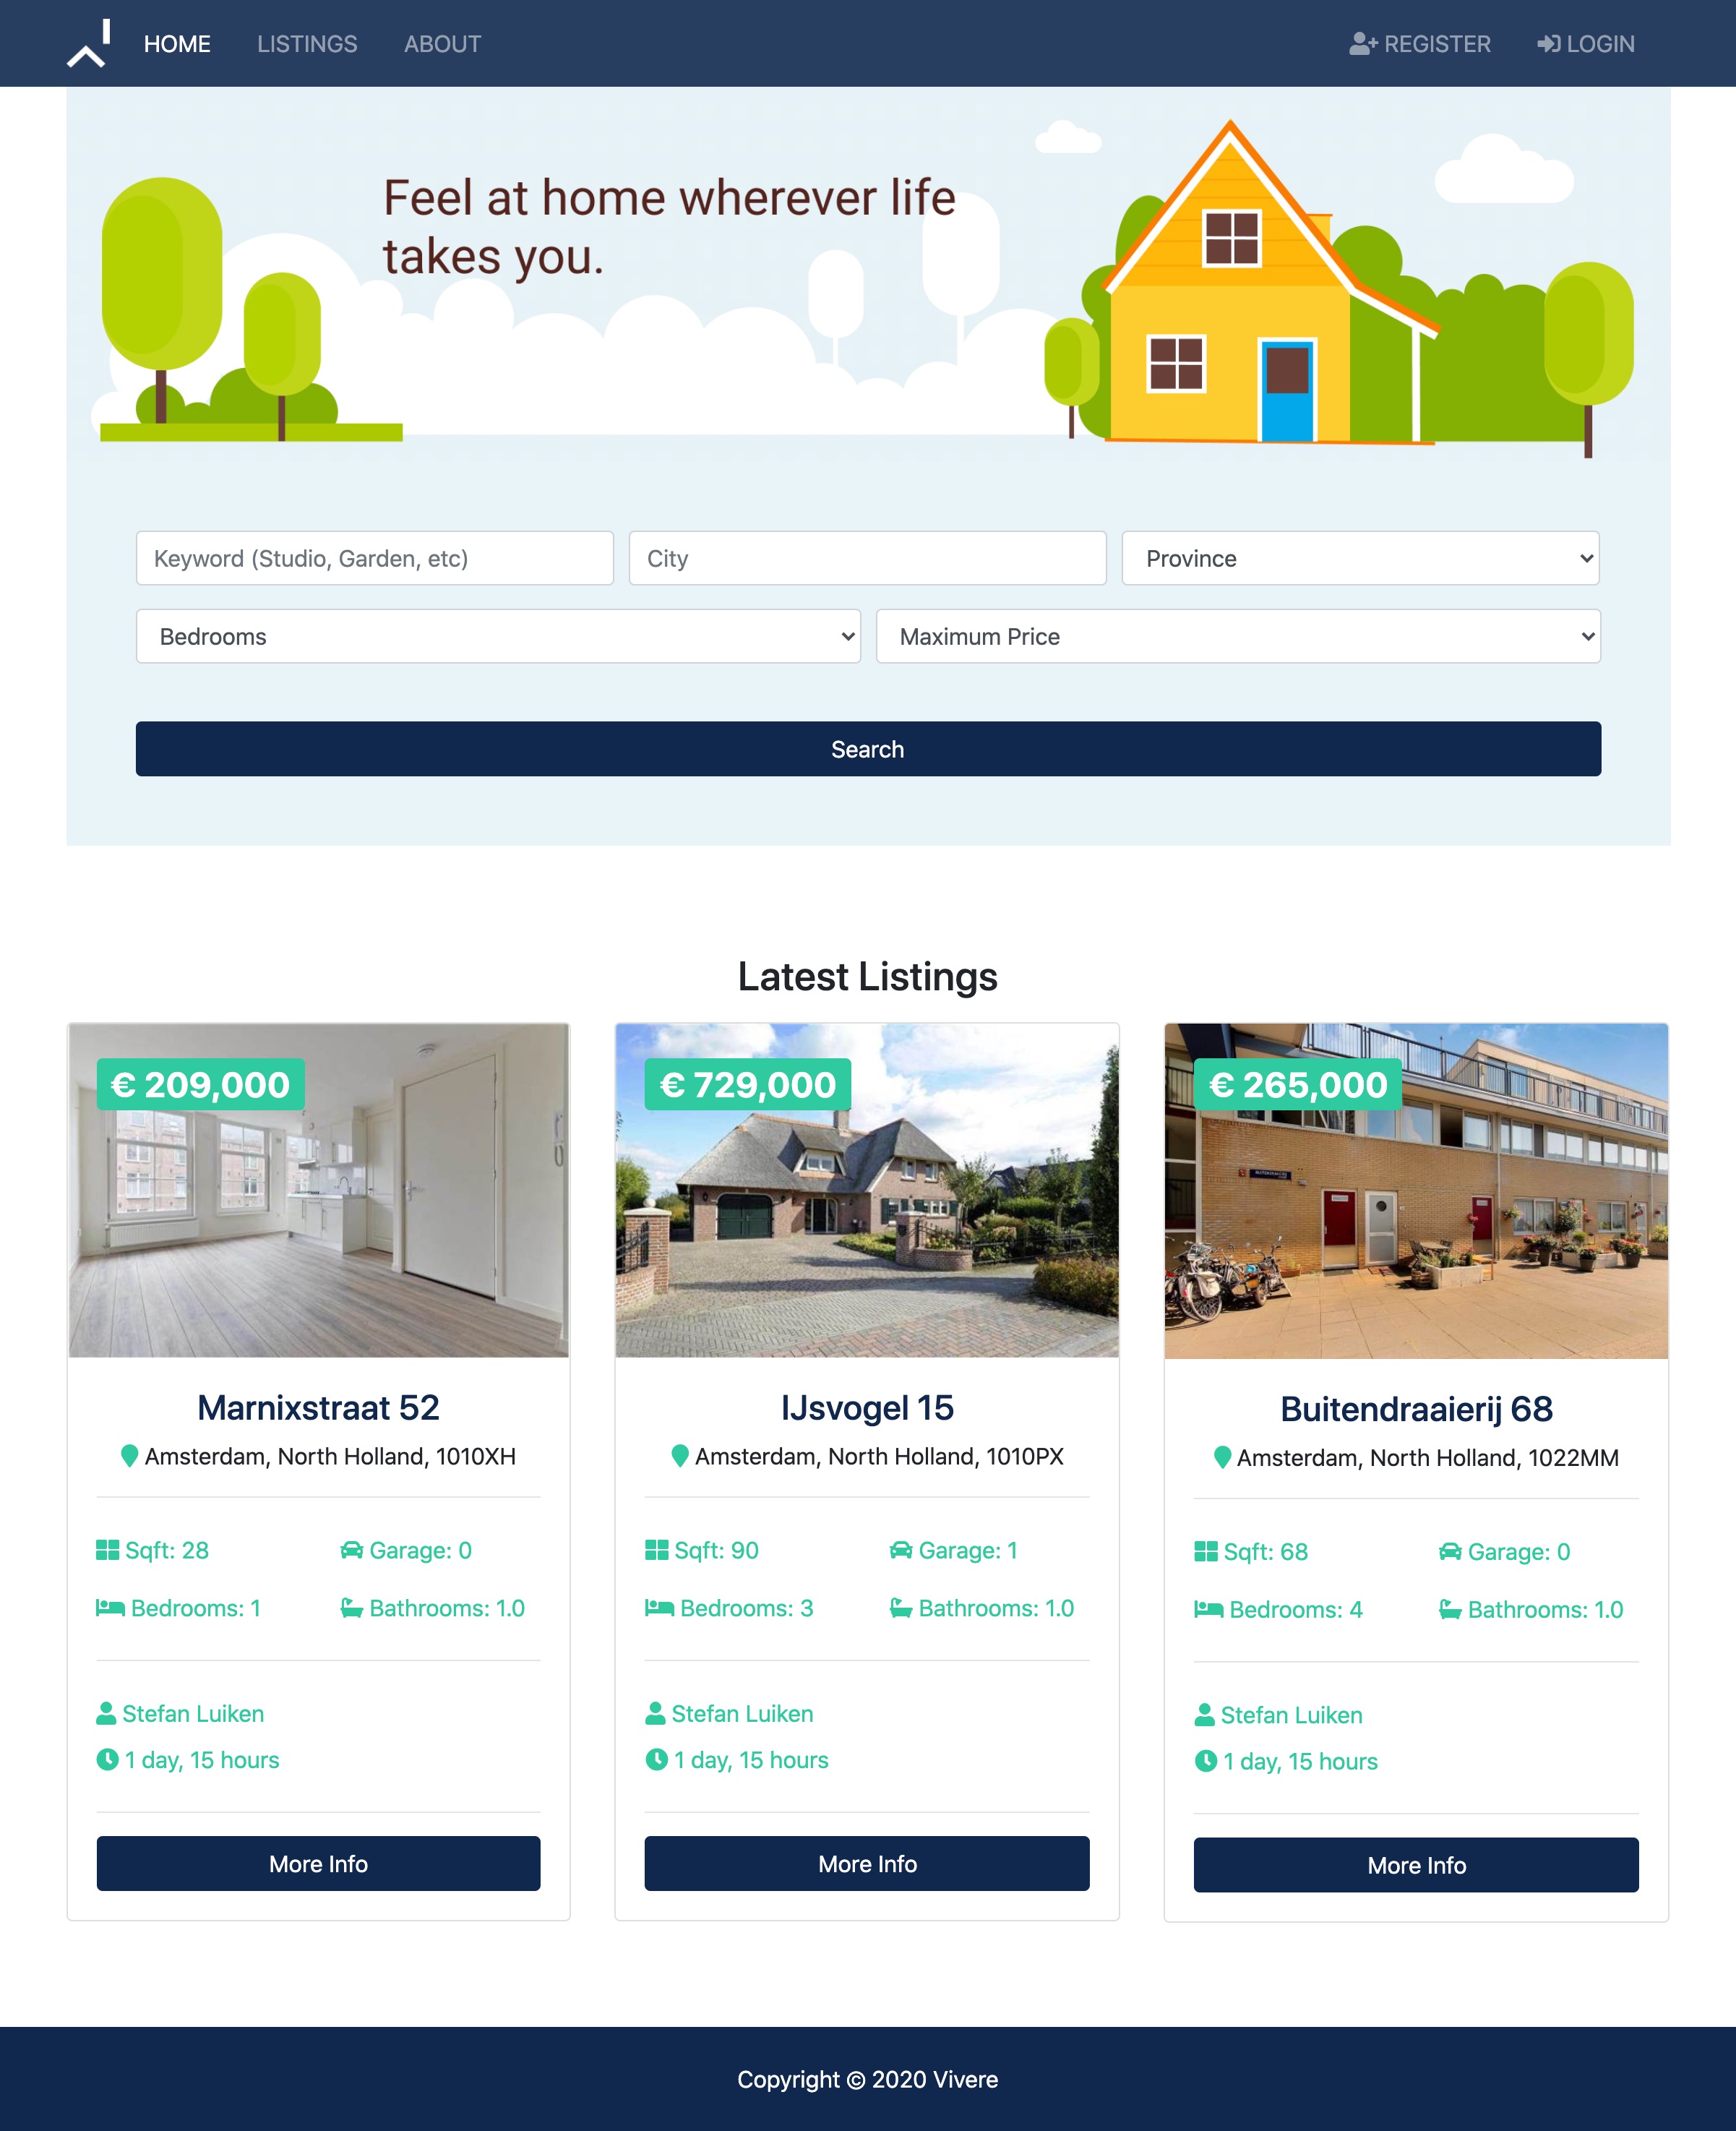 HOME LISTINGS ABOUT REGISTER LOGIN
Feel at home wherever life
takes you.
Keyword (Studio, Garden, etc) City Province
Bedrooms Maximum Price
Search
Latest Listings
€ 209,000
Marnixstraat 52
Amsterdam, North Holland, 1010XH
Sqft: 28 Garage: 0
Bedrooms: 1 Bathrooms: 1.0
Stefan Luiken
1 day, 15 hours
More Info
€ 729,000
IJsvogel 15
Amsterdam, North Holland, 1010PX
Sqft: 90 Garage: 1
Bedrooms: 3 Bathrooms: 1.0
Stefan Luiken
1 day, 15 hours
More Info
€ 265,000
Buitendraaierij 68
Amsterdam, North Holland, 1022MM
Sqft: 68 Garage: 0
Bedrooms: 4 Bathrooms: 1.0
Stefan Luiken
1 day, 15 hours
More Info
Copyright © 2020 Vivere